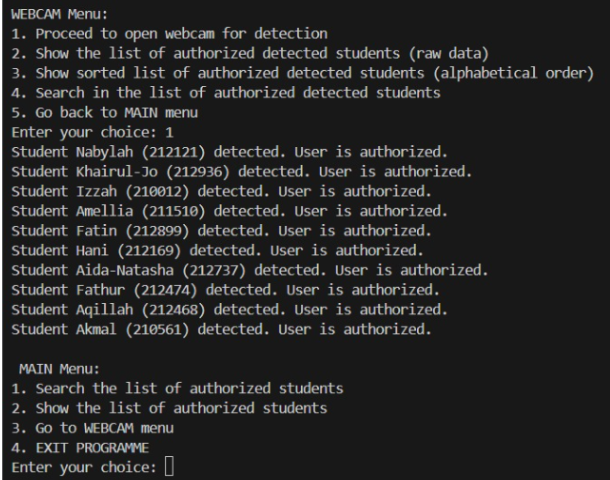 WEBCAM Menu:
1. Proceed to open webcam for detection
2. Show the list of authorized detected students (raw data)
3. Show sorted list of authorized detected students (alphabetical order)
4. Search in the list of authorized detected students
5. Go back to MAIN menu
Enter your choice: 1
Student Nabylah (212121) detected. User is authorized.
Student Khairul-Jo (212936) detected. User is authorized.
Student Izzah (210012) detected. User is authorized.
Student Amellia (211510) detected. User is authorized.
Student Fatin (212899) detected. User is authorized.
Student Hani (212169) detected. User is authorized.
Student Aida-Natasha (212737) detected. User is authorized.
Student Fathur (212474) detected. User is authorized.
Student Aqillah (212468) detected. User is authorized.
Student Akmal (210561) detected. User is authorized.
MAIN Menu:
1. Search the list of authorized students
2. Show the list of authorized students
3. Go to WEBCAM menu
4. EXIT PROGRAMME
Enter your choice: